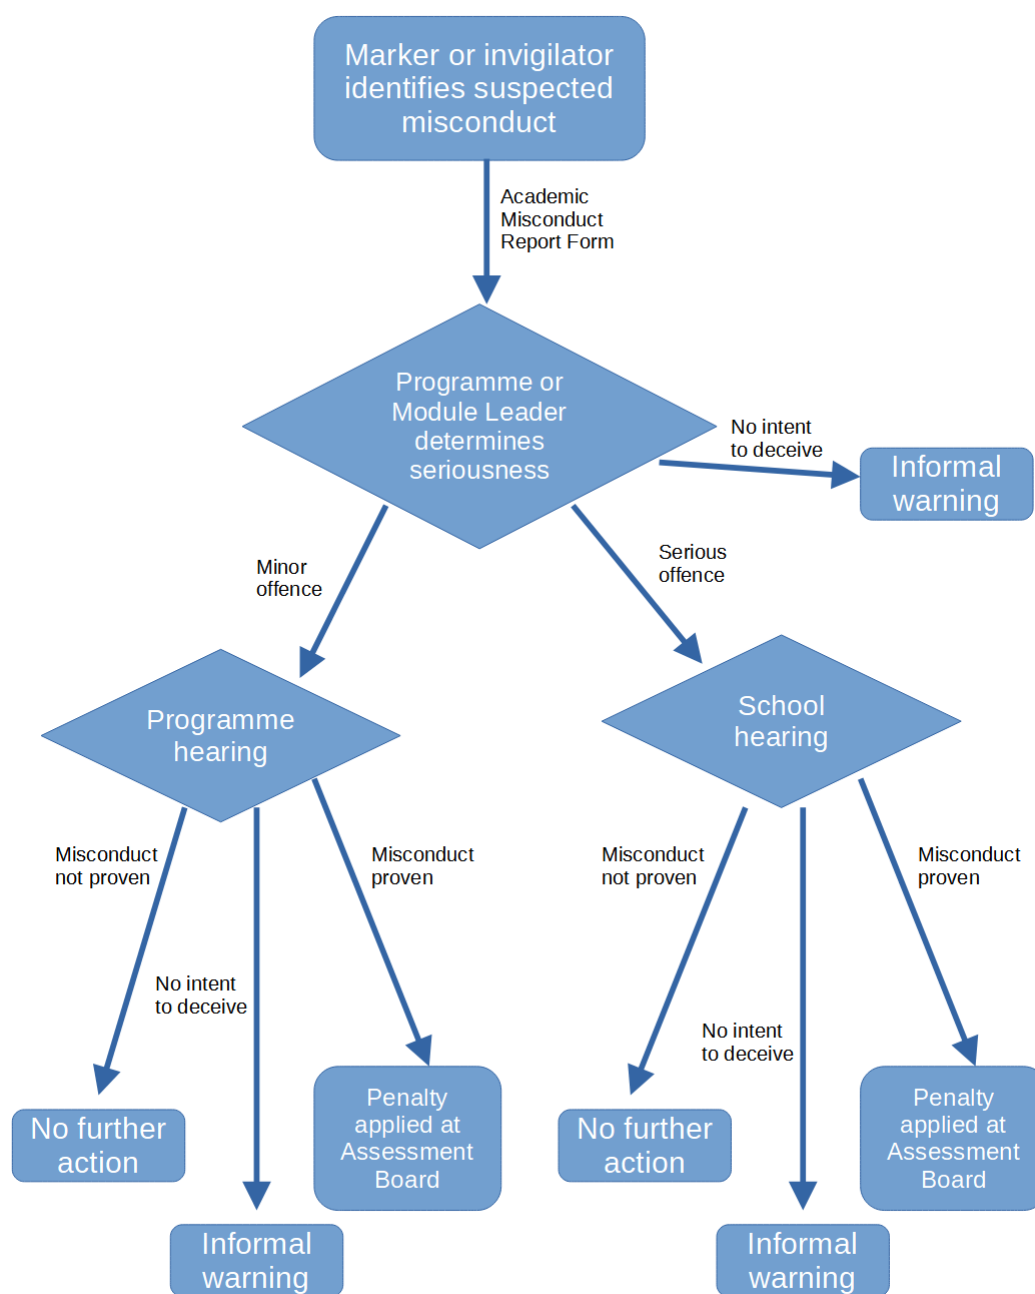 Marker or invigilator
identifies suspected
misconduct
Academic
Misconduct
Report Form
Programme or
Module Leader
determines
seriousness
No intent
to deceive
Informal
warning
Minor
offence
Serious
offence
Programme
hearing
School
hearing
Misconduct
not proven
Misconduct
proven
No intent
to deceive
Misconduct
not proven
Misconduct
proven
No intent
to deceive
No further
action
Penalty
applied at
Assessment
Board
Informal
warning
No further
action
Penalty
applied at
Assessment
Board
Informal
warning